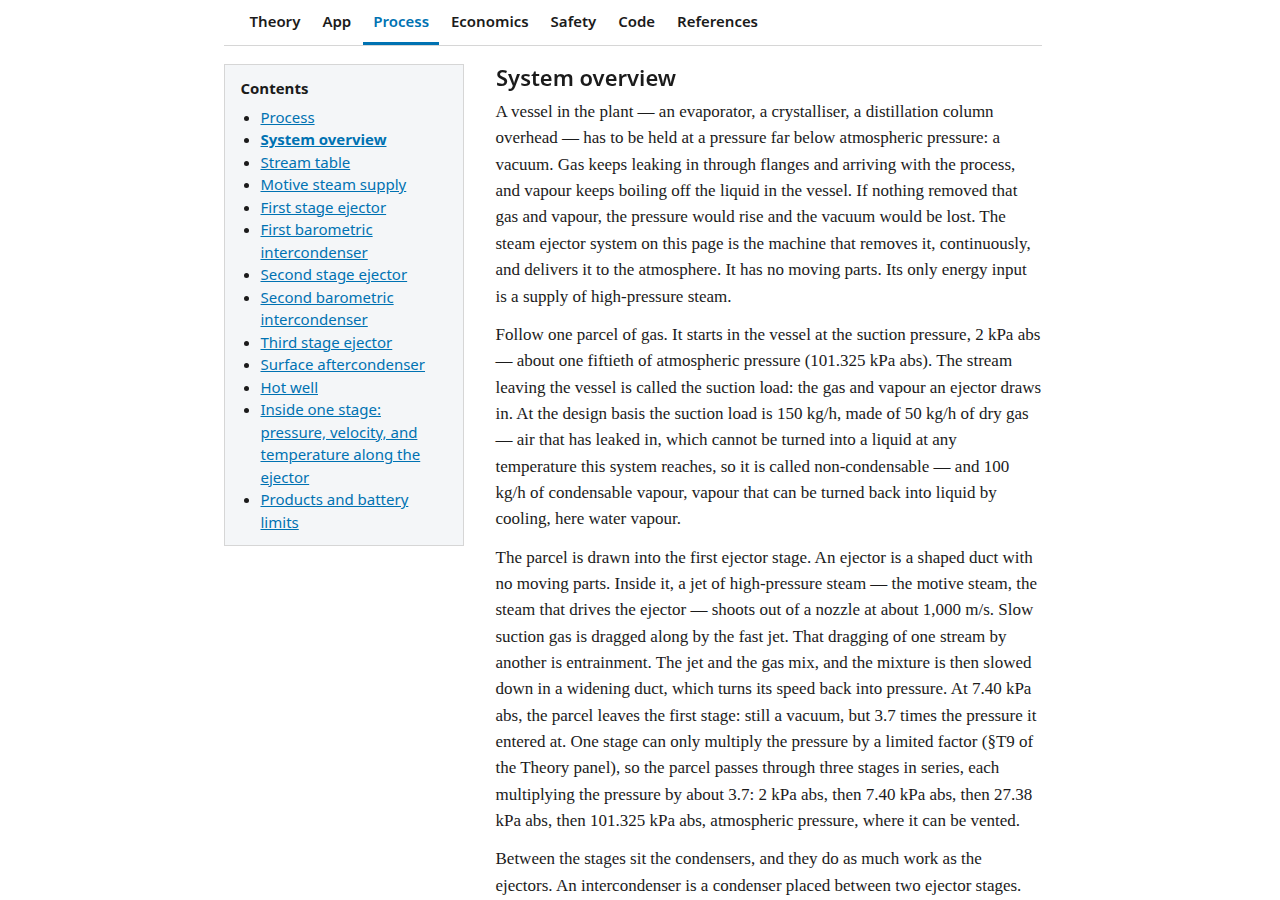 Theory App Process Economics Safety Code References
Contents
Process
System overview
Stream table
Motive steam supply
First stage ejector
First barometric
intercondenser
Second stage ejector
Second barometric
intercondenser
Third stage ejector
Surface aftercondenser
Hot well
Inside one stage:
pressure, velocity, and
temperature along the
ejector
Products and battery
limits
System overview
A vessel in the plant — an evaporator, a crystalliser, a distillation column
overhead — has to be held at a pressure far below atmospheric pressure: a
vacuum. Gas keeps leaking in through flanges and arriving with the process,
and vapour keeps boiling off the liquid in the vessel. If nothing removed that
gas and vapour, the pressure would rise and the vacuum would be lost. The
steam ejector system on this page is the machine that removes it, continuously,
and delivers it to the atmosphere. It has no moving parts. Its only energy input
is a supply of high-pressure steam.
Follow one parcel of gas. It starts in the vessel at the suction pressure, 2 kPa abs
— about one fiftieth of atmospheric pressure (101.325 kPa abs). The stream
leaving the vessel is called the suction load: the gas and vapour an ejector draws
in. At the design basis the suction load is 150 kg/h, made of 50 kg/h of dry gas
— air that has leaked in, which cannot be turned into a liquid at any
temperature this system reaches, so it is called non-condensable — and 100
kg/h of condensable vapour, vapour that can be turned back into liquid by
cooling, here water vapour.
The parcel is drawn into the first ejector stage. An ejector is a shaped duct with
no moving parts. Inside it, a jet of high-pressure steam — the motive steam, the
steam that drives the ejector — shoots out of a nozzle at about 1,000 m/s. Slow
suction gas is dragged along by the fast jet. That dragging of one stream by
another is entrainment. The jet and the gas mix, and the mixture is then slowed
down in a widening duct, which turns its speed back into pressure. At 7.40 kPa
abs, the parcel leaves the first stage: still a vacuum, but 3.7 times the pressure it
entered at. One stage can only multiply the pressure by a limited factor (§T9 of
the Theory panel), so the parcel passes through three stages in series, each
multiplying the pressure by about 3.7: 2 kPa abs, then 7.40 kPa abs, then 27.38
kPa abs, then 101.325 kPa abs, atmospheric pressure, where it can be vented.
Between the stages sit the condensers, and they do as much work as the
ejectors. An intercondenser is a condenser placed between two ejector stages.